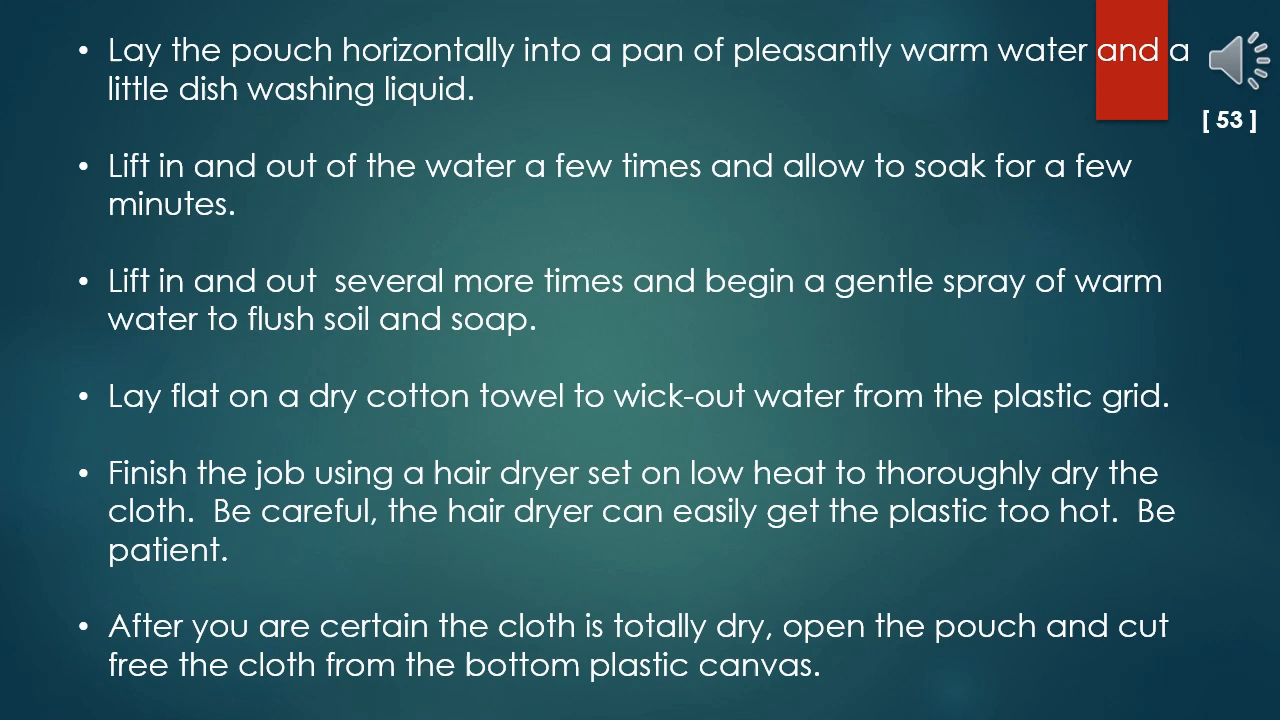 • Lay the pouch horizontally into a pan of pleasantly warm water and a
little dish washing liquid.
[ 53 ]
• Lift in and out of the water a few times and allow to soak for a few
minutes.
• Lift in and out  several more times and begin a gentle spray of warm
water to flush soil and soap.
• Lay flat on a dry cotton towel to wick-out water from the plastic grid.
• Finish the job using a hair dryer set on low heat to thoroughly dry the
cloth.  Be careful, the hair dryer can easily get the plastic too hot.  Be
patient.
• After you are certain the cloth is totally dry, open the pouch and cut
free the cloth from the bottom plastic canvas.